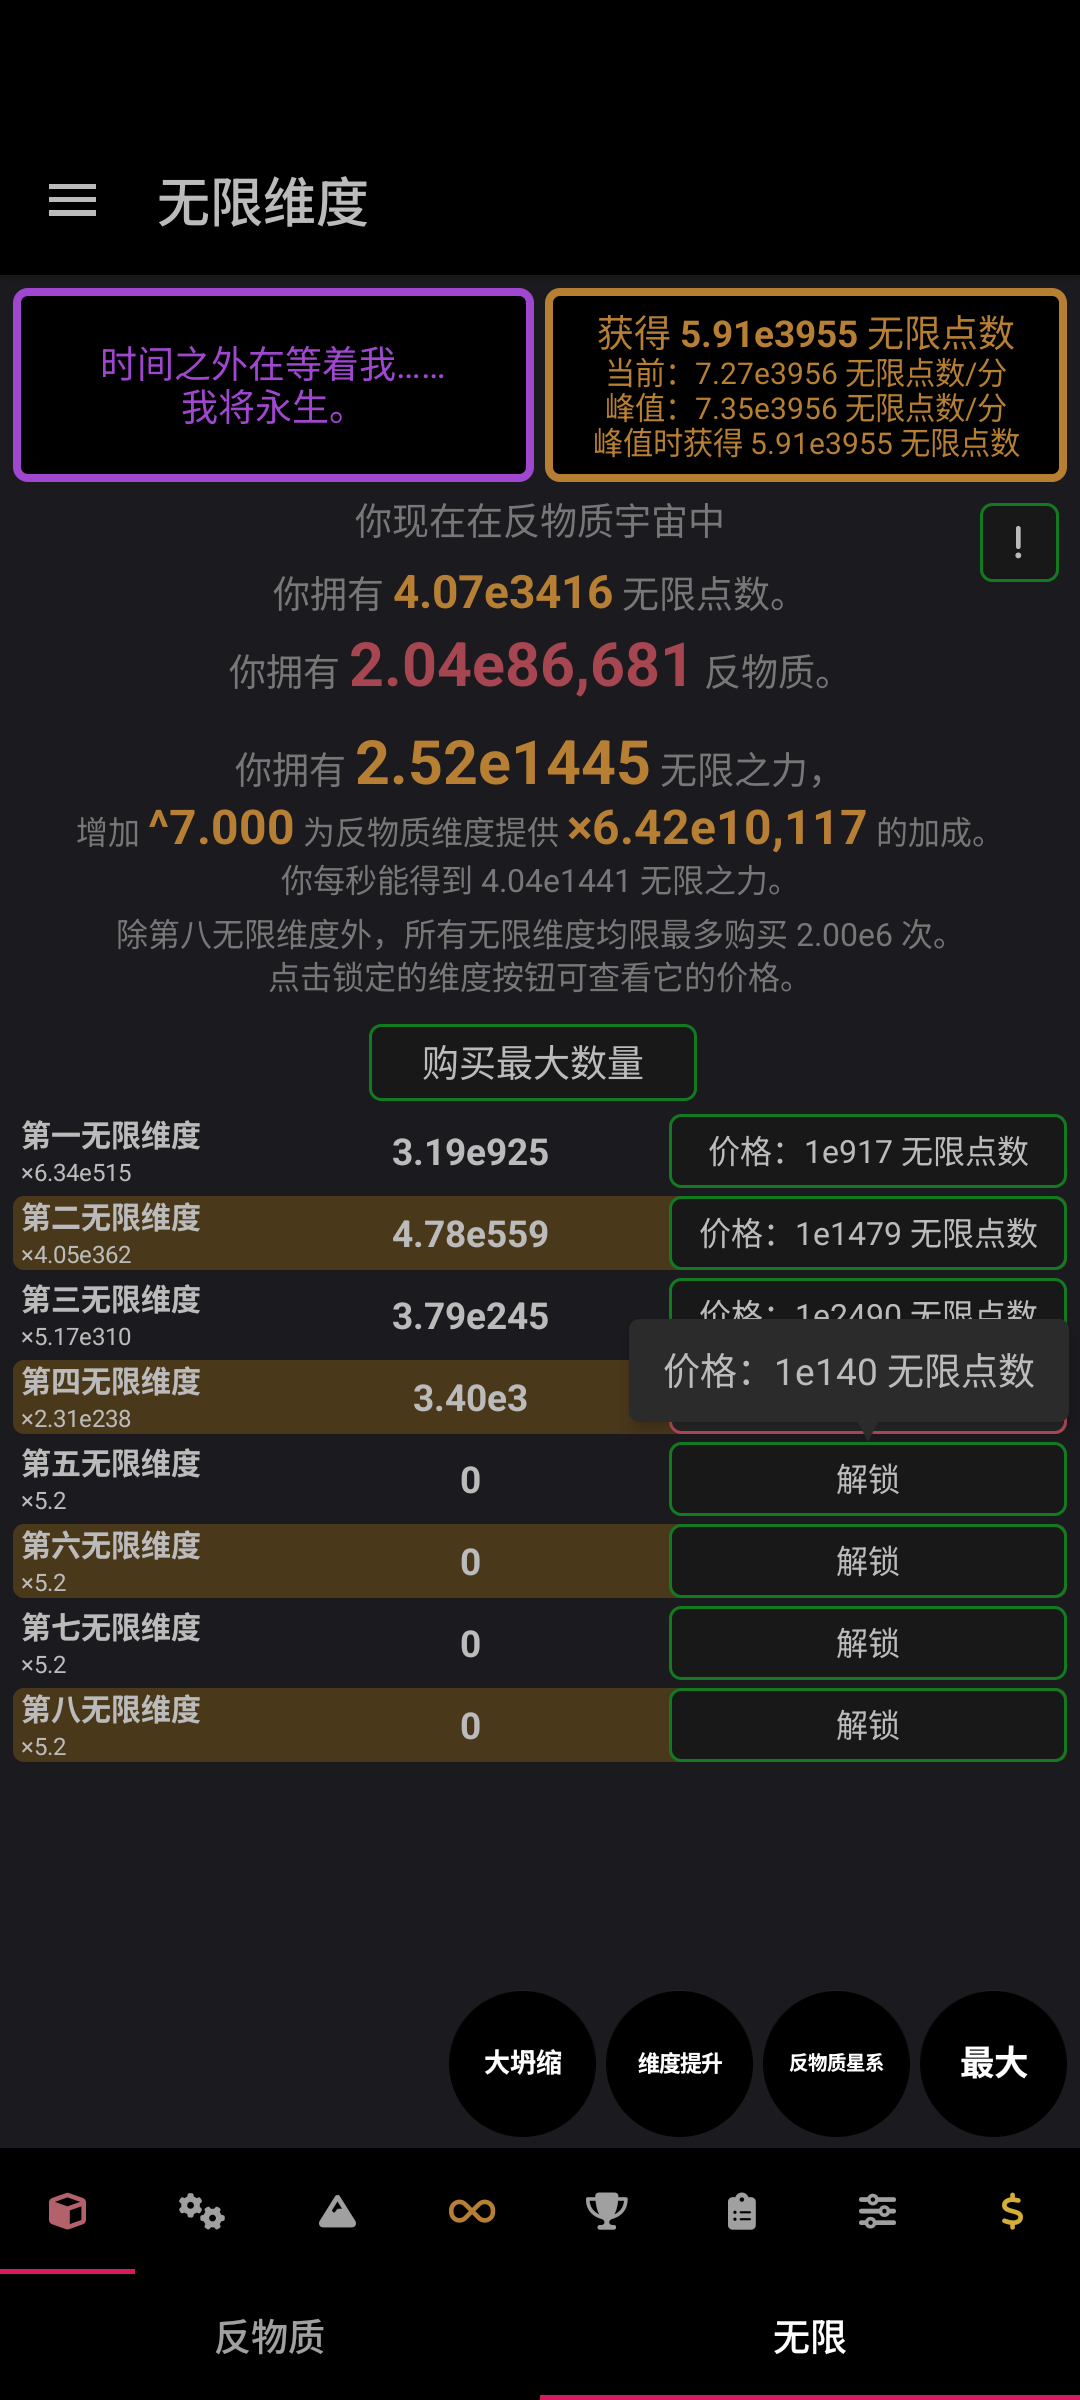 无限维度
时间之外在等着我……
我将永生。
获得 5.91e3955 无限点数
当前：7.27e3956 无限点数/分
峰值：7.35e3956 无限点数/分
峰值时获得 5.91e3955 无限点数
你现在在反物质宇宙中
!
你拥有 4.07e3416 无限点数。
你拥有 2.04e86,681 反物质。
你拥有 2.52e1445 无限之力，
增加 ^7.000 为反物质维度提供 ×6.42e10,117 的加成。
你每秒能得到 4.04e1441 无限之力。
除第八无限维度外，所有无限维度均限最多购买 2.00e6 次。
点击锁定的维度按钮可查看它的价格。
购买最大数量
第一无限维度
×6.34e515
3.19e925
价格：1e917 无限点数
第二无限维度
×4.05e362
4.78e559
价格：1e1479 无限点数
第三无限维度
×5.17e310
3.79e245
价格：1e2490 无限点数
第四无限维度
×2.31e238
3.40e3
价格：1e140 无限点数
第五无限维度
×5.2
0
解锁
第六无限维度
×5.2
0
解锁
第七无限维度
×5.2
0
解锁
第八无限维度
×5.2
0
解锁
大坍缩
维度提升
反物质星系
最大
反物质
无限